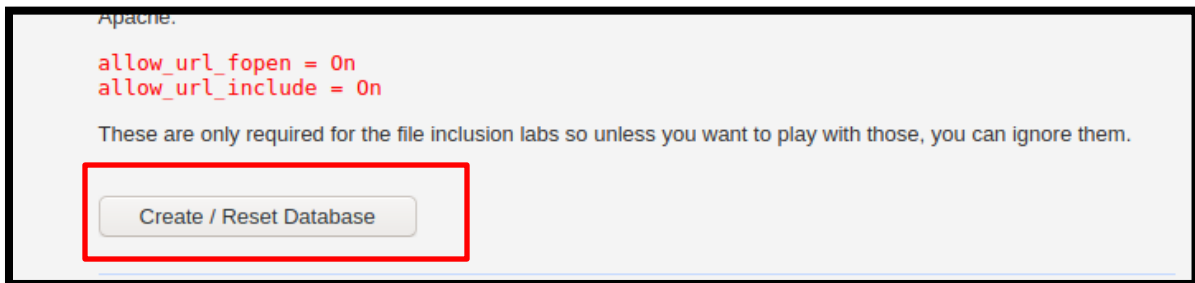 Apache.
allow_url_fopen = On
allow_url_include = On
These are only required for the file inclusion labs so unless you want to play with those, you can ignore them.
Create / Reset Database